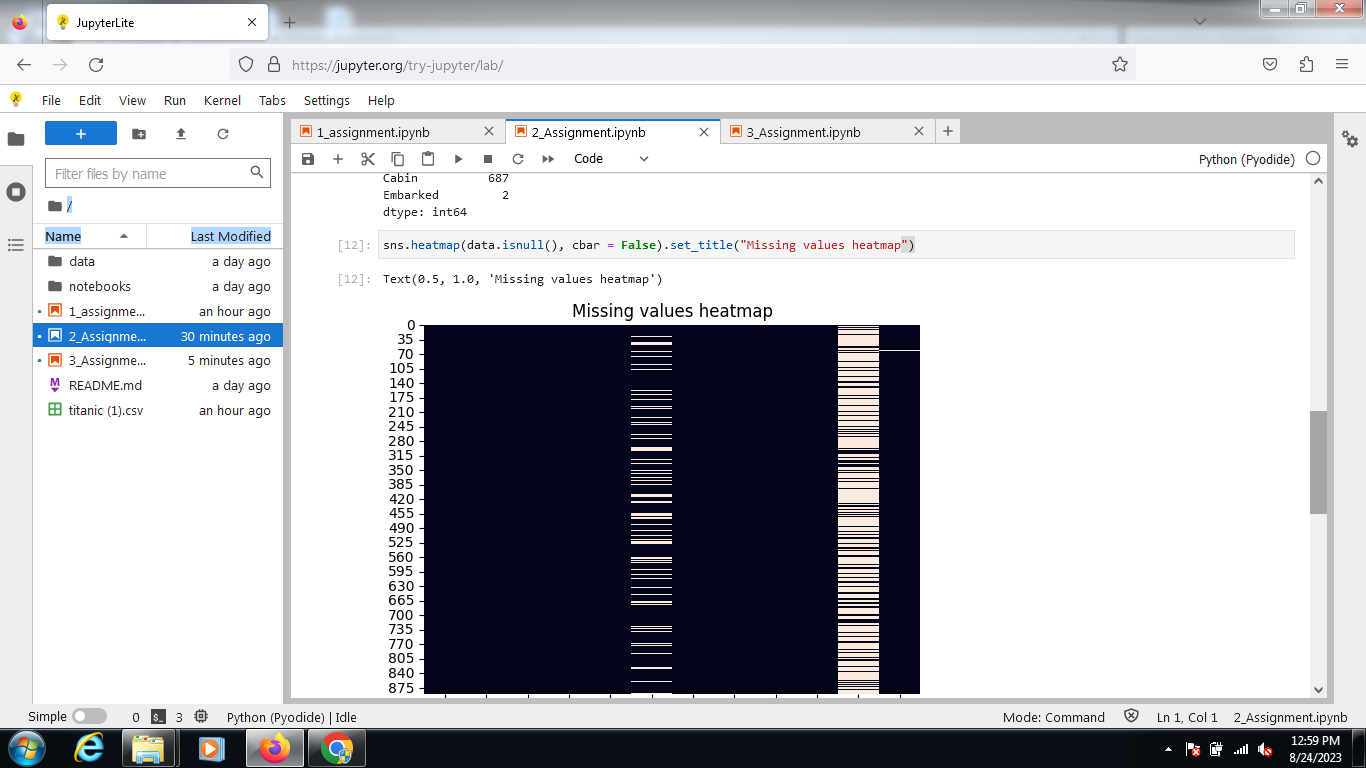 JupyterLite
https://jupyter.org/try-jupyter/lab/
File Edit View Run Kernel Tabs Settings Help
1_assignment.ipynb 2_Assignment.ipynb 3_Assignment.ipynb
Code Python (Pyodide)
Filter files by name
/
Name Last Modified
data a day ago
notebooks a day ago
1_assignme... an hour ago
2_Assignme... 30 minutes ago
3_Assignme... 5 minutes ago
README.md a day ago
titanic (1).csv an hour ago
Cabin 687
Embarked 2
dtype: int64
[12]: sns.heatmap(data.isnull(), cbar = False).set_title("Missing values heatmap")
[12]: Text(0.5, 1.0, 'Missing values heatmap')
Missing values heatmap
0
35
70
105
140
175
210
245
280
315
350
385
420
455
490
525
560
595
630
665
700
735
770
805
840
875
Simple 0 3 Python (Pyodide) | Idle Mode: Command Ln 1, Col 1 2_Assignment.ipynb
12:59 PM
8/24/2023